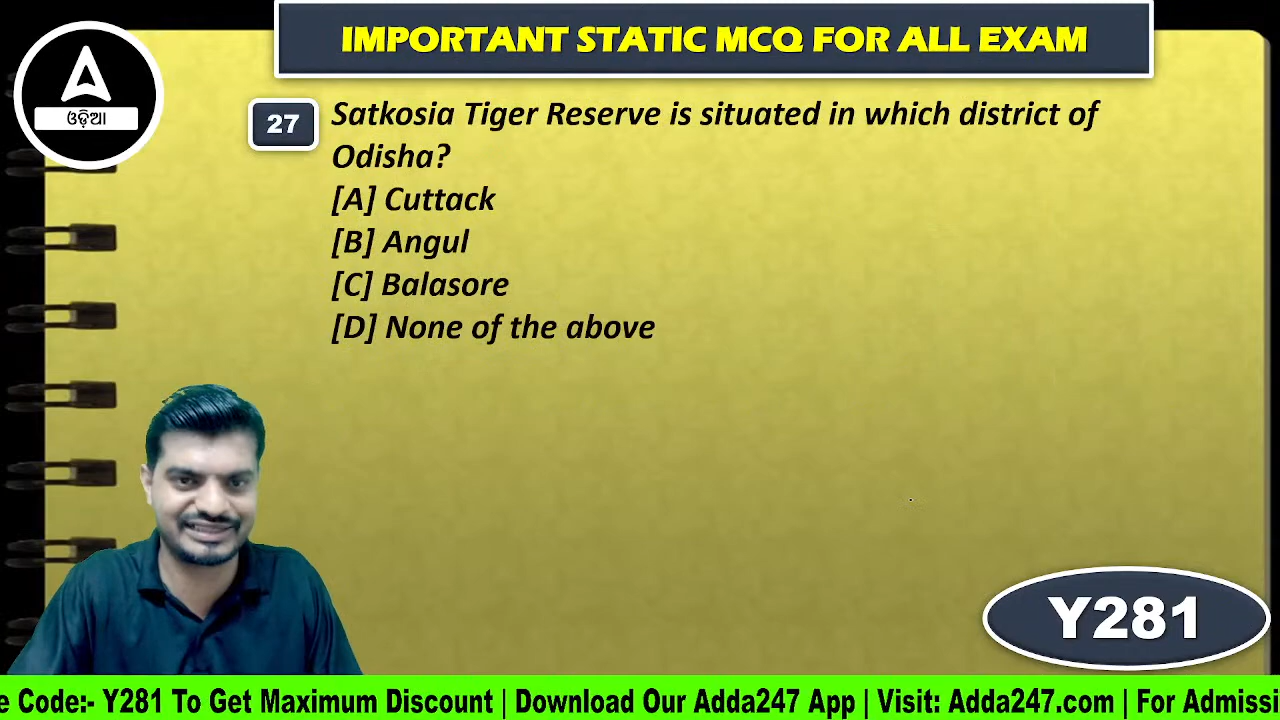 IMPORTANT STATIC MCQ FOR ALL EXAM
ଓଡ଼ିଆ
27
Satkosia Tiger Reserve is situated in which district of
Odisha?
[A] Cuttack
[B] Angul
[C] Balasore
[D] None of the above
Y281
e Code:- Y281 To Get Maximum Discount | Download Our Adda247 App | Visit: Adda247.com | For Admissi